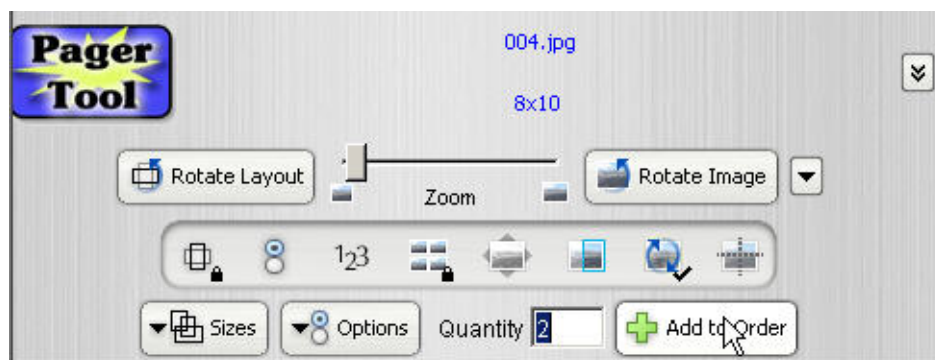 Pager
Tool
004.jpg
8x10
Rotate Layout
Zoom
Rotate Image
123
Sizes
Options
Quantity 2
Add to Order